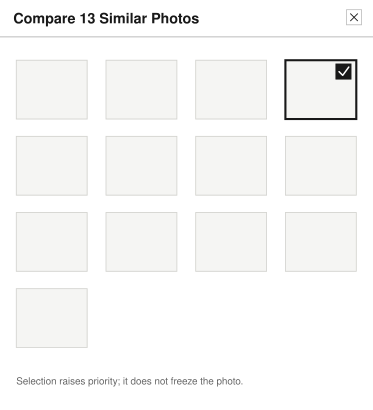 Compare 13 Similar Photos
Selection raises priority; it does not freeze the photo.